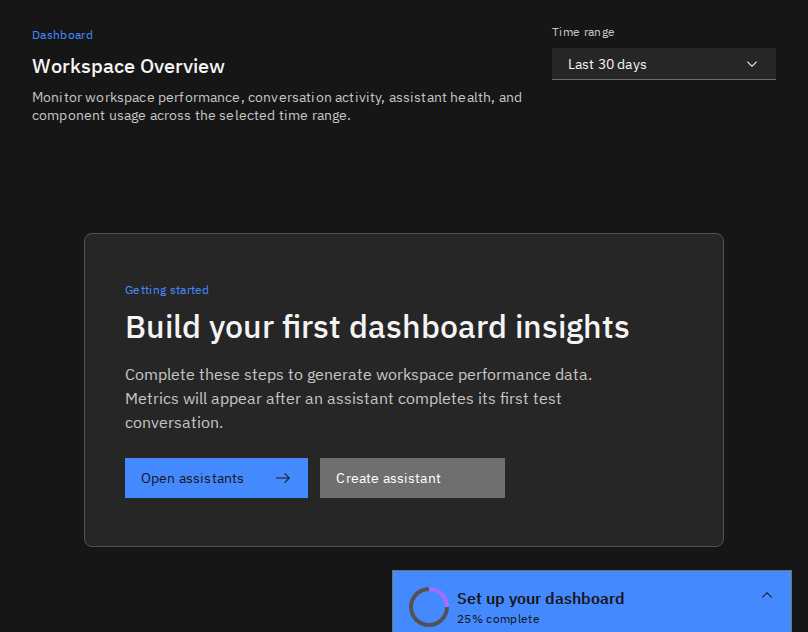 Dashboard
Time range
Workspace Overview
Last 30 days
Monitor workspace performance, conversation activity, assistant health, and
component usage across the selected time range.
Getting started
Build your first dashboard insights
Complete these steps to generate workspace performance data.
Metrics will appear after an assistant completes its first test
conversation.
Open assistants
Create assistant
Set up your dashboard
25% complete